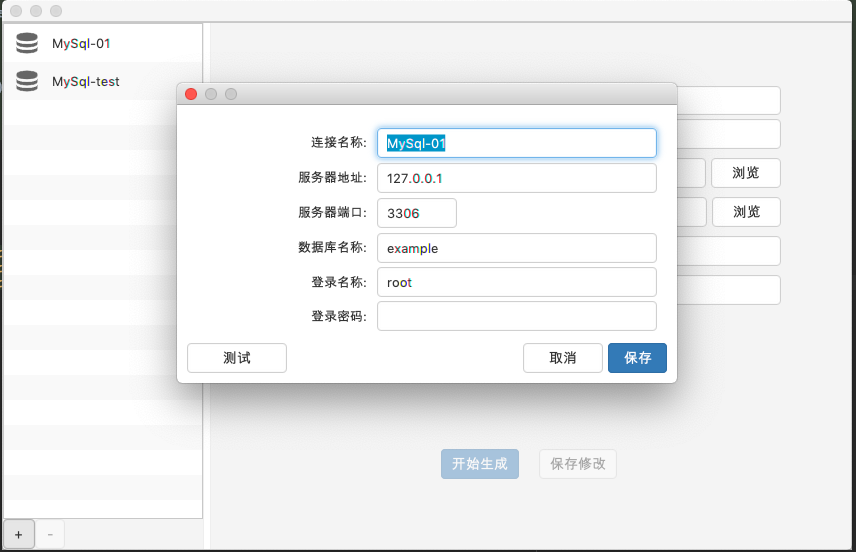 MySql-01
MySql-test
连接名称: MySql-01
服务器地址: 127.0.0.1
服务器端口: 3306
数据库名称: example
登录名称: root
登录密码:
测试 取消 保存
浏览
浏览
开始生成 保存修改
+ -